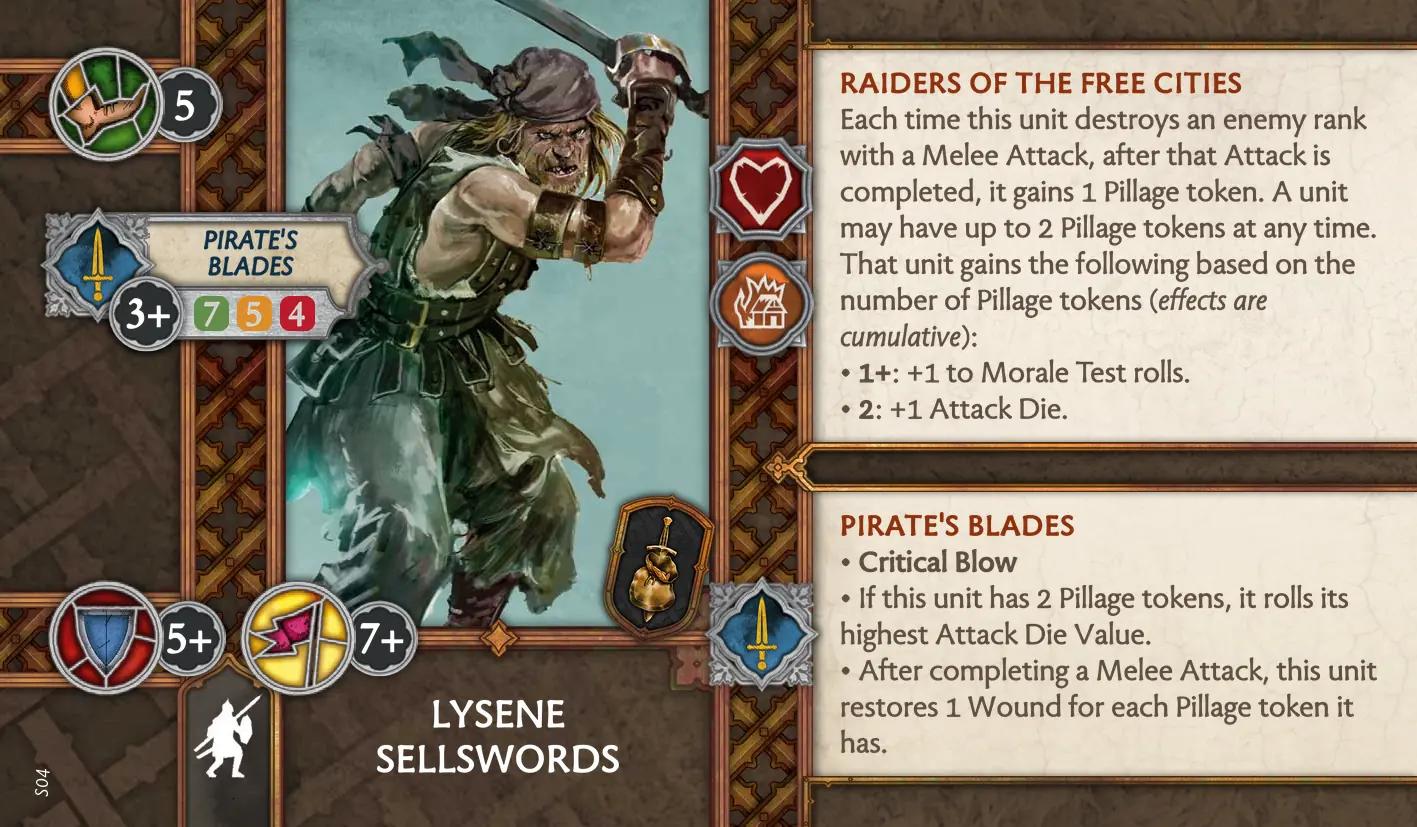 5
PIRATE'S
BLADES
3+ 7 5 4
5+ 7+
LYSENE
SELLSWORDS
S04
RAIDERS OF THE FREE CITIES
Each time this unit destroys an enemy rank
with a Melee Attack, after that Attack is
completed, it gains 1 Pillage token. A unit
may have up to 2 Pillage tokens at any time.
That unit gains the following based on the
number of Pillage tokens (effects are
cumulative):
• 1+: +1 to Morale Test rolls.
• 2: +1 Attack Die.
PIRATE'S BLADES
• Critical Blow
• If this unit has 2 Pillage tokens, it rolls its
highest Attack Die Value.
• After completing a Melee Attack, this unit
restores 1 Wound for each Pillage token it
has.